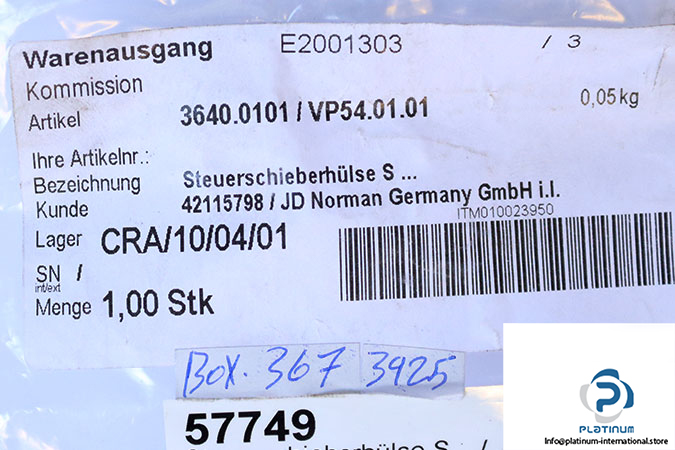 Warenausgang E2001303 / 3
Kommission
Artikel 3640.0101 / VP54.01.01 0,05 kg
Ihre Artikelnr.:
Bezeichnung Steuerschieberhülse S ...
Kunde 42115798 / JD Norman Germany GmbH i.l.
ITM010023950
Lager CRA/10/04/01
SN /
int/ext
Menge 1,00 Stk
Box. 367 3925
57749
PLATINUM
Info@platinum-international.store